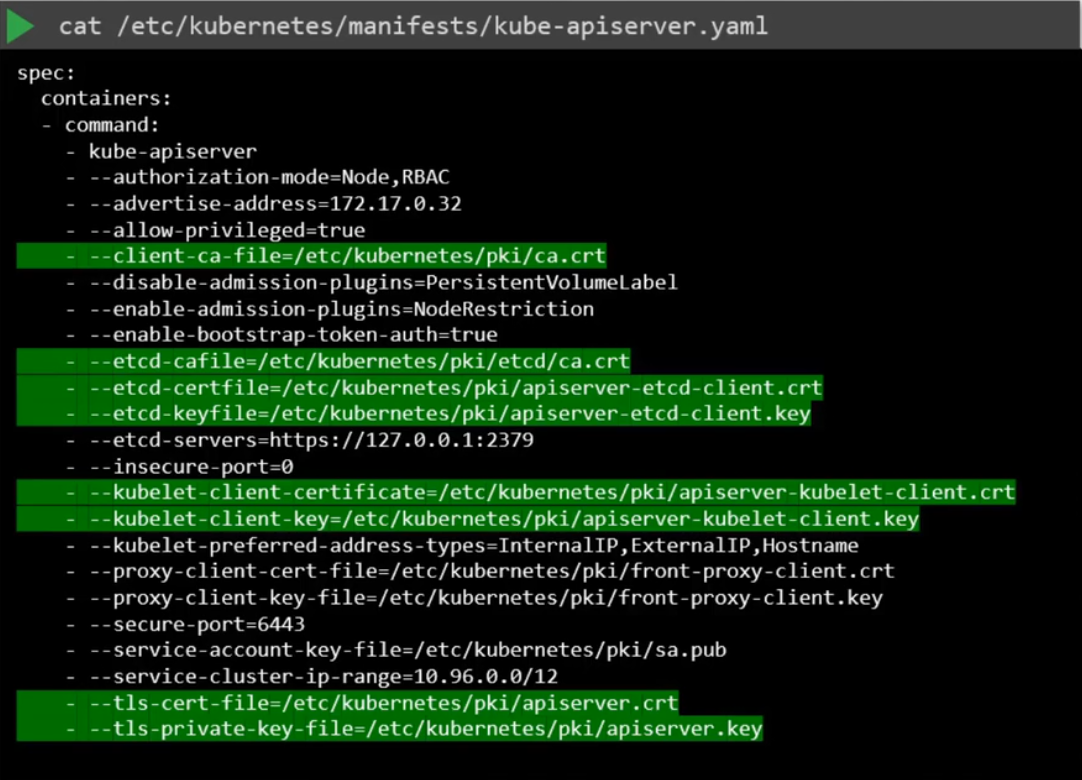 cat /etc/kubernetes/manifests/kube-apiserver.yaml
spec:
  containers:
  - command:
    - kube-apiserver
    - --authorization-mode=Node,RBAC
    - --advertise-address=172.17.0.32
    - --allow-privileged=true
    - --client-ca-file=/etc/kubernetes/pki/ca.crt
    - --disable-admission-plugins=PersistentVolumeLabel
    - --enable-admission-plugins=NodeRestriction
    - --enable-bootstrap-token-auth=true
    - --etcd-cafile=/etc/kubernetes/pki/etcd/ca.crt
    - --etcd-certfile=/etc/kubernetes/pki/apiserver-etcd-client.crt
    - --etcd-keyfile=/etc/kubernetes/pki/apiserver-etcd-client.key
    - --etcd-servers=https://127.0.0.1:2379
    - --insecure-port=0
    - --kubelet-client-certificate=/etc/kubernetes/pki/apiserver-kubelet-client.crt
    - --kubelet-client-key=/etc/kubernetes/pki/apiserver-kubelet-client.key
    - --kubelet-preferred-address-types=InternalIP,ExternalIP,Hostname
    - --proxy-client-cert-file=/etc/kubernetes/pki/front-proxy-client.crt
    - --proxy-client-key-file=/etc/kubernetes/pki/front-proxy-client.key
    - --secure-port=6443
    - --service-account-key-file=/etc/kubernetes/pki/sa.pub
    - --service-cluster-ip-range=10.96.0.0/12
    - --tls-cert-file=/etc/kubernetes/pki/apiserver.crt
    - --tls-private-key-file=/etc/kubernetes/pki/apiserver.key